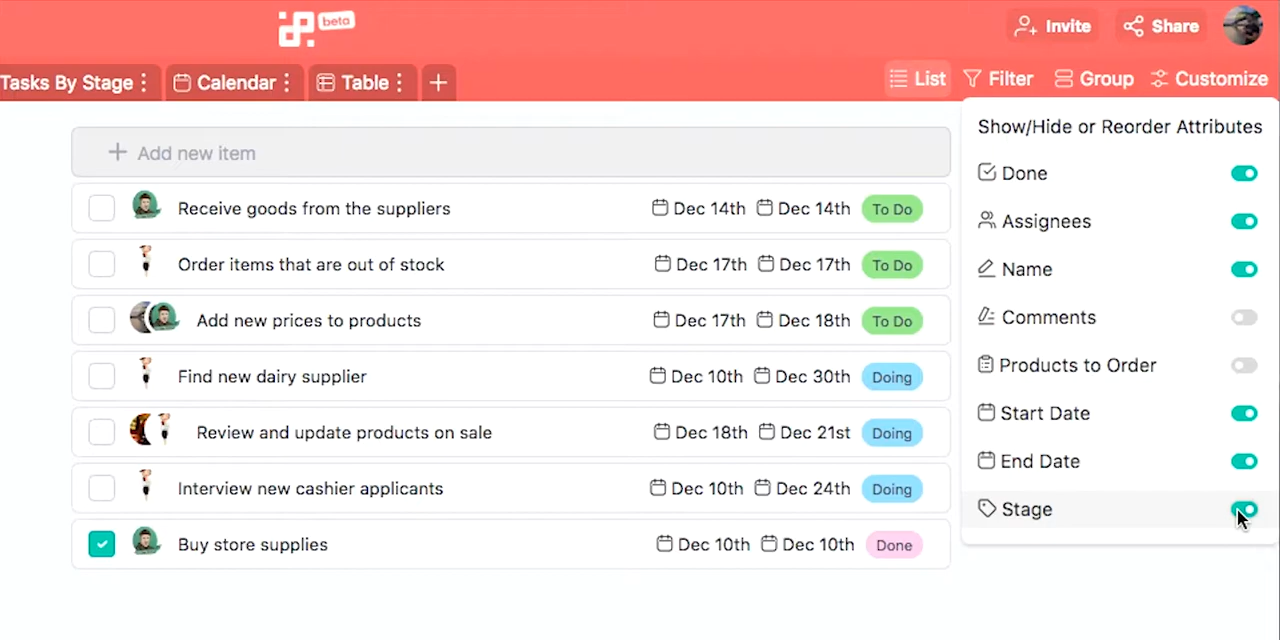 beta
Invite
Share
Tasks By Stage
Calendar
Table
List
Filter
Group
Customize
Add new item
Receive goods from the suppliers Dec 14th Dec 14th To Do
Order items that are out of stock Dec 17th Dec 17th To Do
Add new prices to products Dec 17th Dec 18th To Do
Find new dairy supplier Dec 10th Dec 30th Doing
Review and update products on sale Dec 18th Dec 21st Doing
Interview new cashier applicants Dec 10th Dec 24th Doing
Buy store supplies Dec 10th Dec 10th Done
Show/Hide or Reorder Attributes
Done
Assignees
Name
Comments
Products to Order
Start Date
End Date
Stage